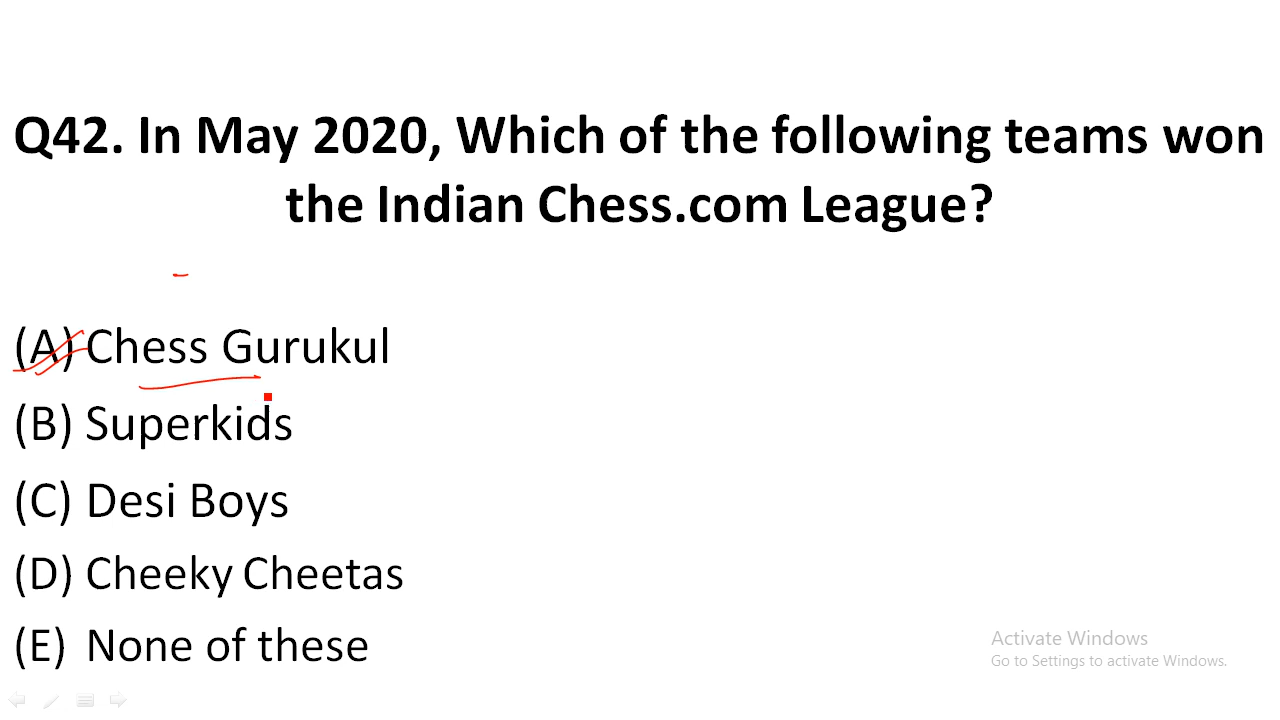 Q42. In May 2020, Which of the following teams won
the Indian Chess.com League?
(A) Chess Gurukul
(B) Superkids
(C) Desi Boys
(D) Cheeky Cheetas
(E) None of these
Activate Windows
Go to Settings to activate Windows.